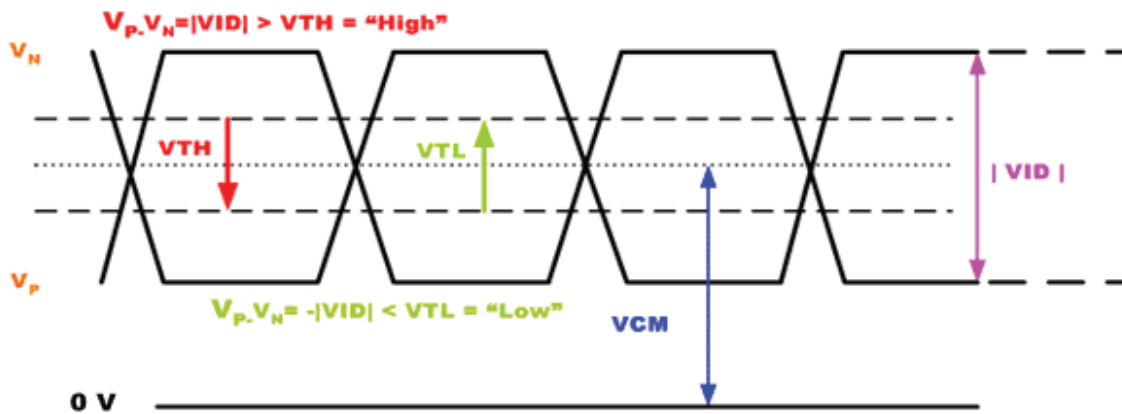 VP-VN=|VID| > VTH = “High”
VN
VTH
VTL
| VID |
VP
VP-VN= -|VID| < VTL = “Low”
VCM
0 V